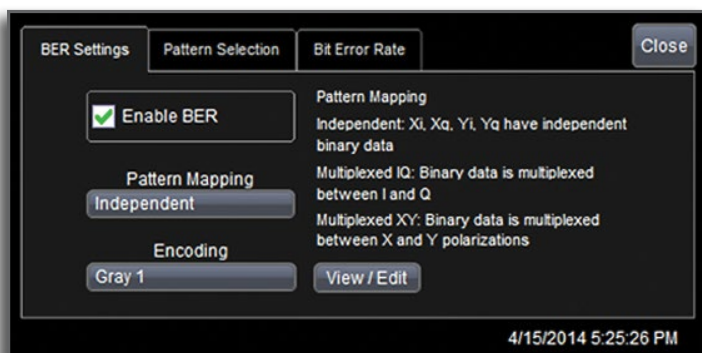 BER Settings
Pattern Selection
Bit Error Rate
Close
Enable BER
Pattern Mapping
Independent
Encoding
Gray 1
Pattern Mapping
Independent: Xi, Xq, Yi, Yq have independent
binary data
Multiplexed IQ: Binary data is multiplexed
between I and Q
Multiplexed XY: Binary data is multiplexed
between X and Y polarizations
View / Edit
4/15/2014 5:25:26 PM